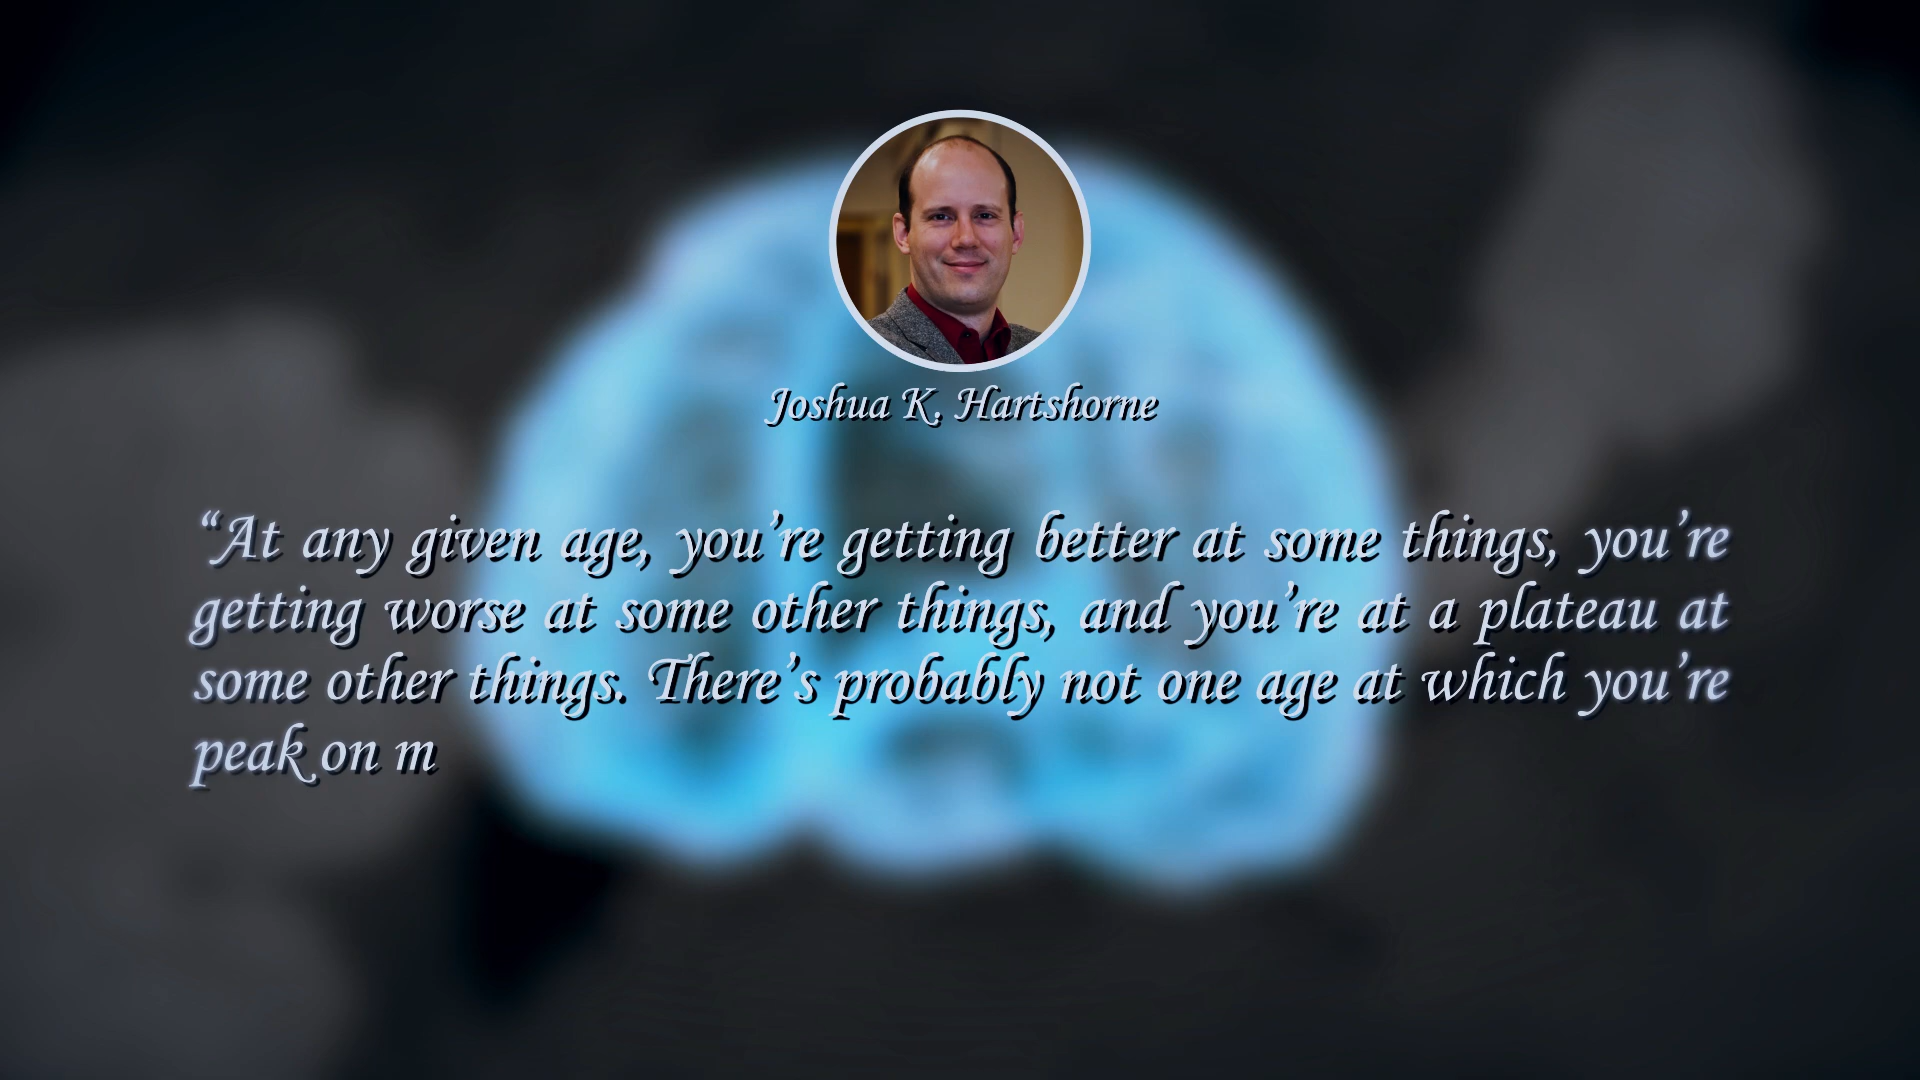 Joshua K. Hartshorne
“At any given age, you’re getting better at some things, you’re
getting worse at some other things, and you’re at a plateau at
some other things. There’s probably not one age at which you’re
peak on m